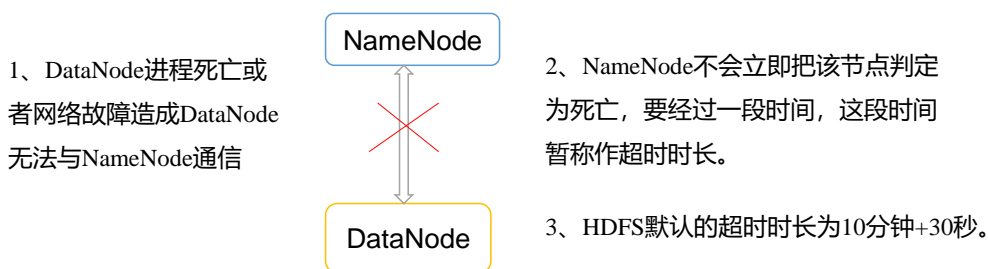 NameNode
1、DataNode进程死亡或
者网络故障造成DataNode
无法与NameNode通信
2、NameNode不会立即把该节点判定
为死亡，要经过一段时间，这段时间
暂称作超时时长。
3、HDFS默认的超时时长为10分钟+30秒。
DataNode